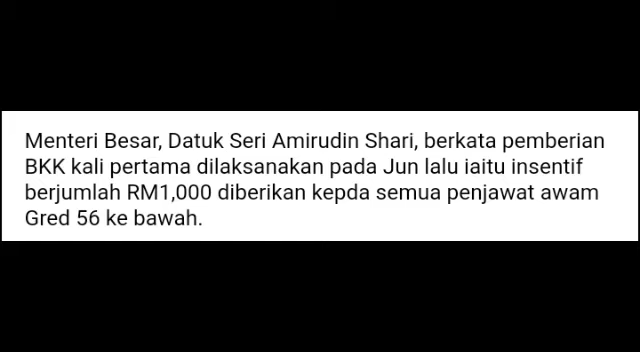 Menteri Besar, Datuk Seri Amirudin Shari, berkata pemberian
BKK kali pertama dilaksanakan pada Jun lalu iaitu insentif
berjumlah RM1,000 diberikan kepda semua penjawat awam
Gred 56 ke bawah.